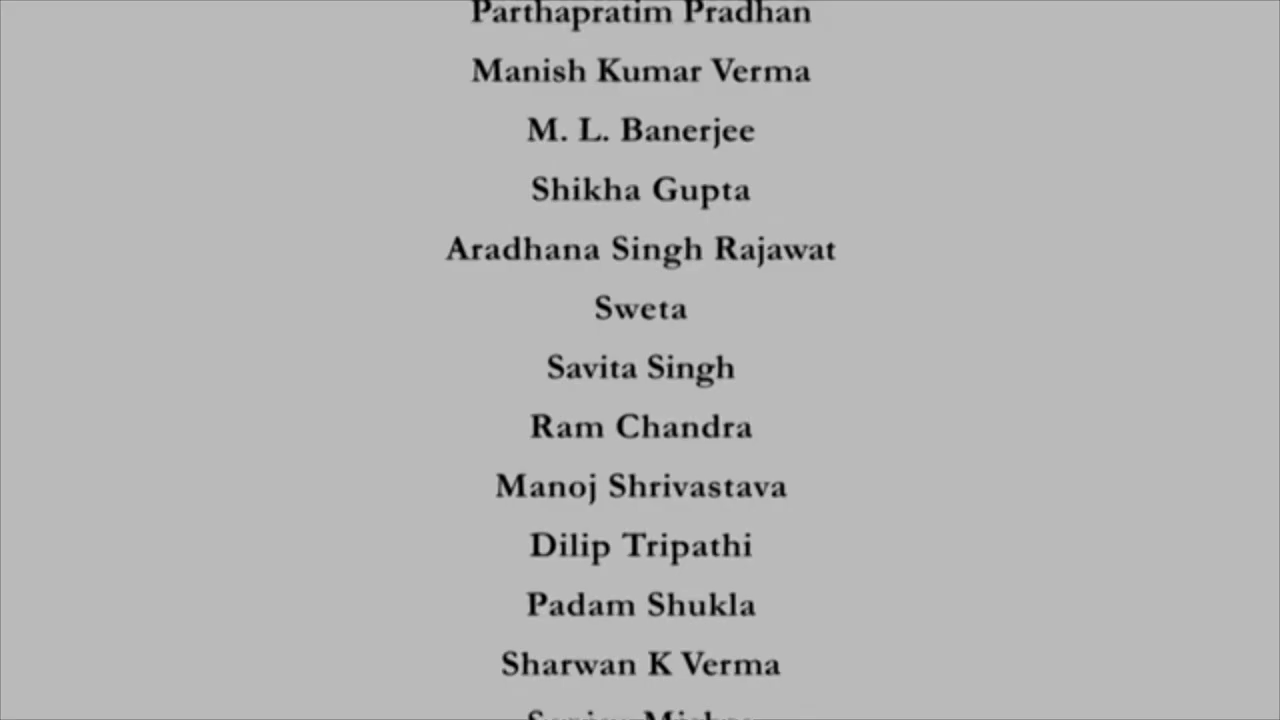 Parthapratim Pradhan
Manish Kumar Verma
M. L. Banerjee
Shikha Gupta
Aradhana Singh Rajawat
Sweta
Savita Singh
Ram Chandra
Manoj Shrivastava
Dilip Tripathi
Padam Shukla
Sharwan K Verma